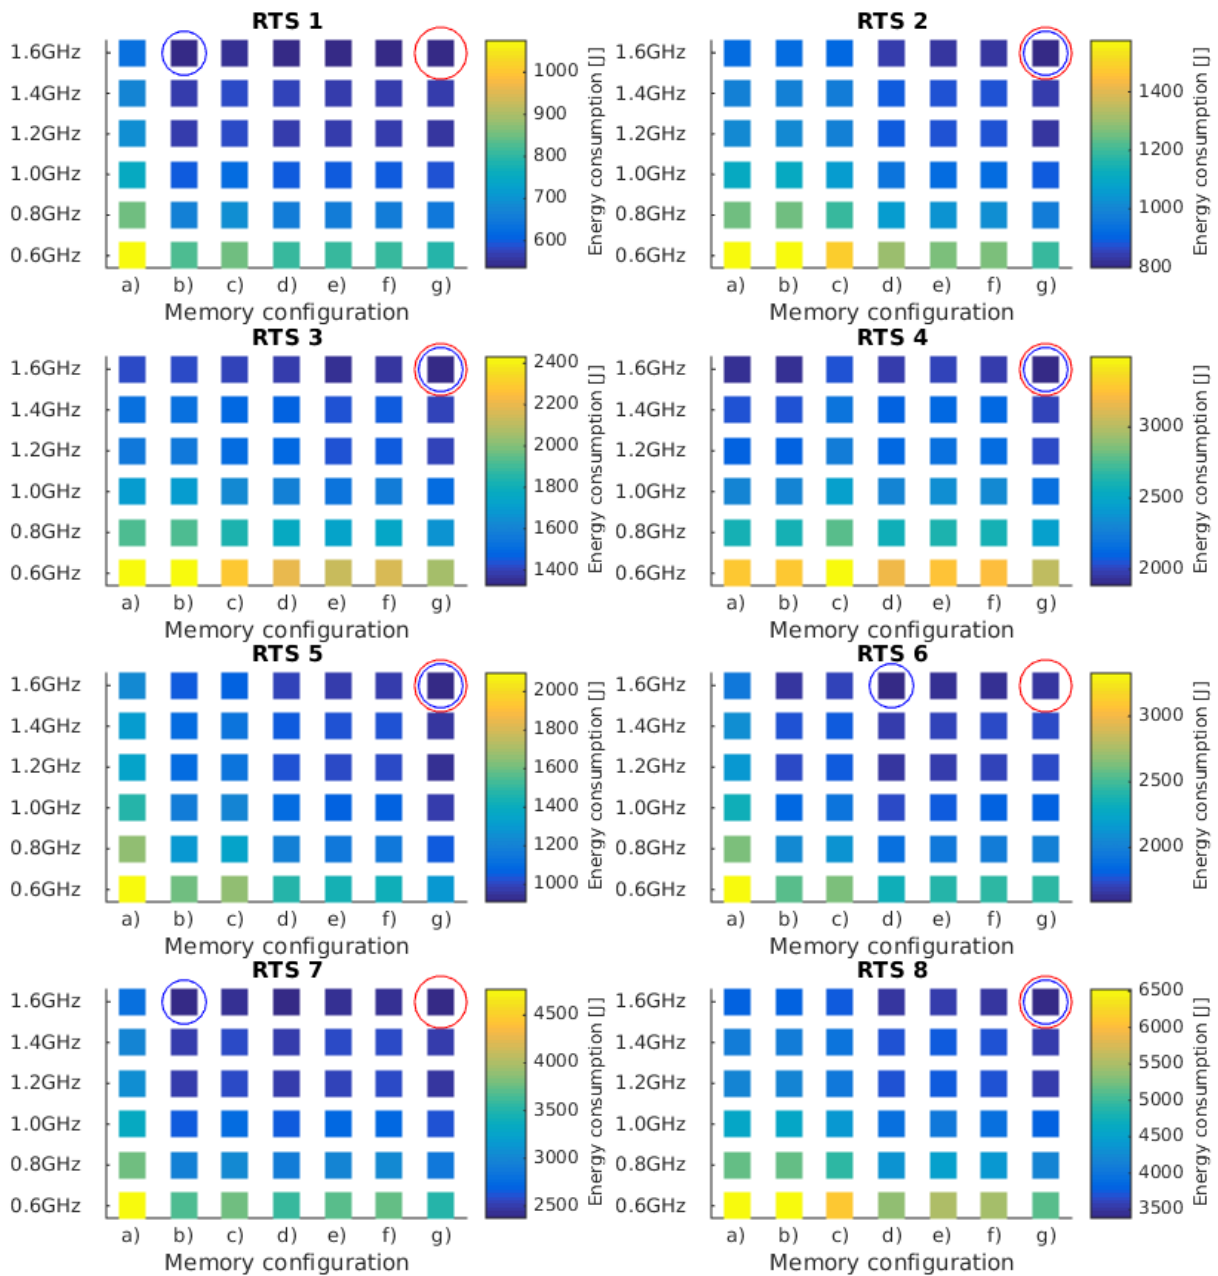 RTS 1
1.6GHz
1.4GHz
1.2GHz
1.0GHz
0.8GHz
0.6GHz
a) b) c) d) e) f) g)
Memory configuration
1000
900
800
700
600
Energy consumption [J]
RTS 2
1.6GHz
1.4GHz
1.2GHz
1.0GHz
0.8GHz
0.6GHz
a) b) c) d) e) f) g)
Memory configuration
1400
1200
1000
800
Energy consumption [J]
RTS 3
1.6GHz
1.4GHz
1.2GHz
1.0GHz
0.8GHz
0.6GHz
a) b) c) d) e) f) g)
Memory configuration
2400
2200
2000
1800
1600
1400
Energy consumption [J]
RTS 4
1.6GHz
1.4GHz
1.2GHz
1.0GHz
0.8GHz
0.6GHz
a) b) c) d) e) f) g)
Memory configuration
3000
2500
2000
Energy consumption [J]
RTS 5
1.6GHz
1.4GHz
1.2GHz
1.0GHz
0.8GHz
0.6GHz
a) b) c) d) e) f) g)
Memory configuration
2000
1800
1600
1400
1200
1000
Energy consumption [J]
RTS 6
1.6GHz
1.4GHz
1.2GHz
1.0GHz
0.8GHz
0.6GHz
a) b) c) d) e) f) g)
Memory configuration
3000
2500
2000
Energy consumption [J]
RTS 7
1.6GHz
1.4GHz
1.2GHz
1.0GHz
0.8GHz
0.6GHz
a) b) c) d) e) f) g)
Memory configuration
4500
4000
3500
3000
2500
Energy consumption [J]
RTS 8
1.6GHz
1.4GHz
1.2GHz
1.0GHz
0.8GHz
0.6GHz
a) b) c) d) e) f) g)
Memory configuration
6500
6000
5500
5000
4500
4000
3500
Energy consumption [J]